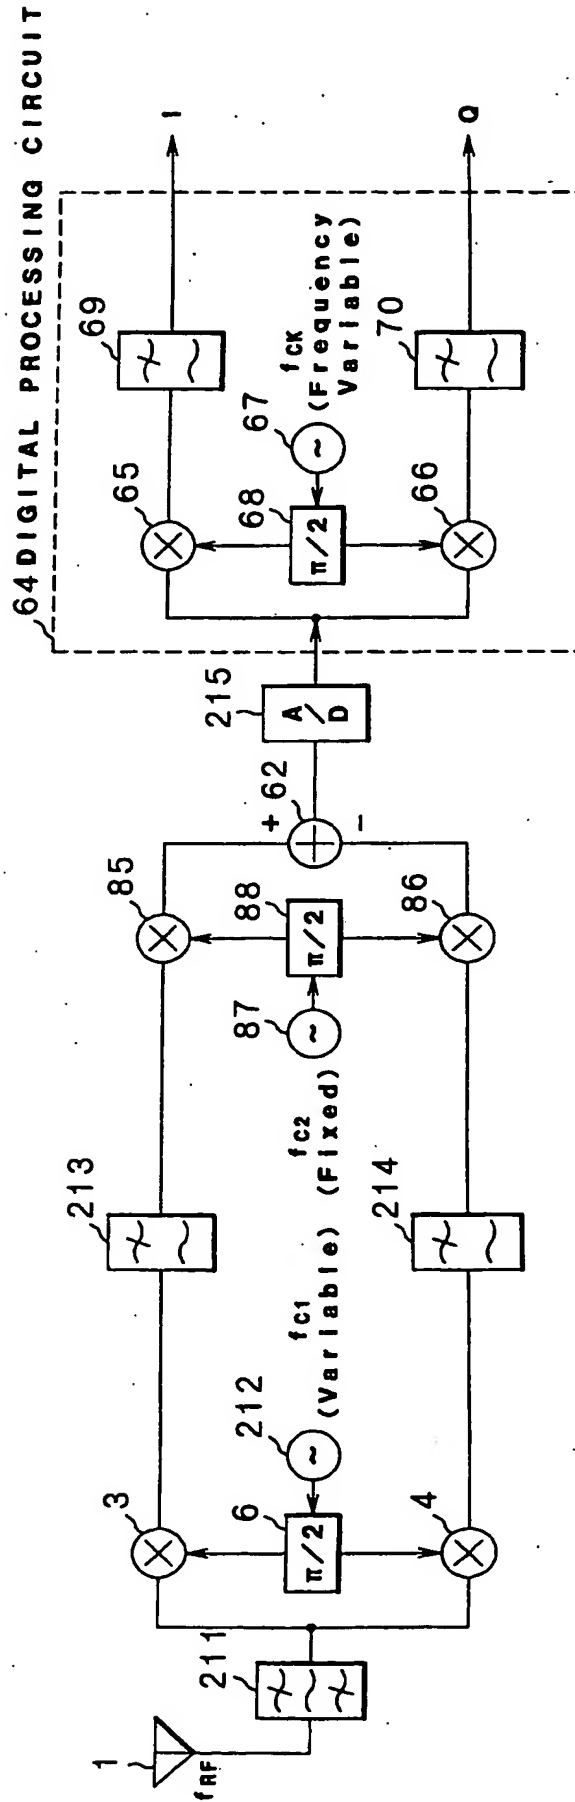 64 DIGITAL PROCESSING CIRCUIT
1
fRF
211
3
6
π/2
4
212
fC1
(Variable)
213
214
fC2
(Fixed)
87
88
π/2
85
86
+
62
-
215
A/D
65
68
π/2
66
67
fCK
(Frequency
Variable)
69
70
I
Q